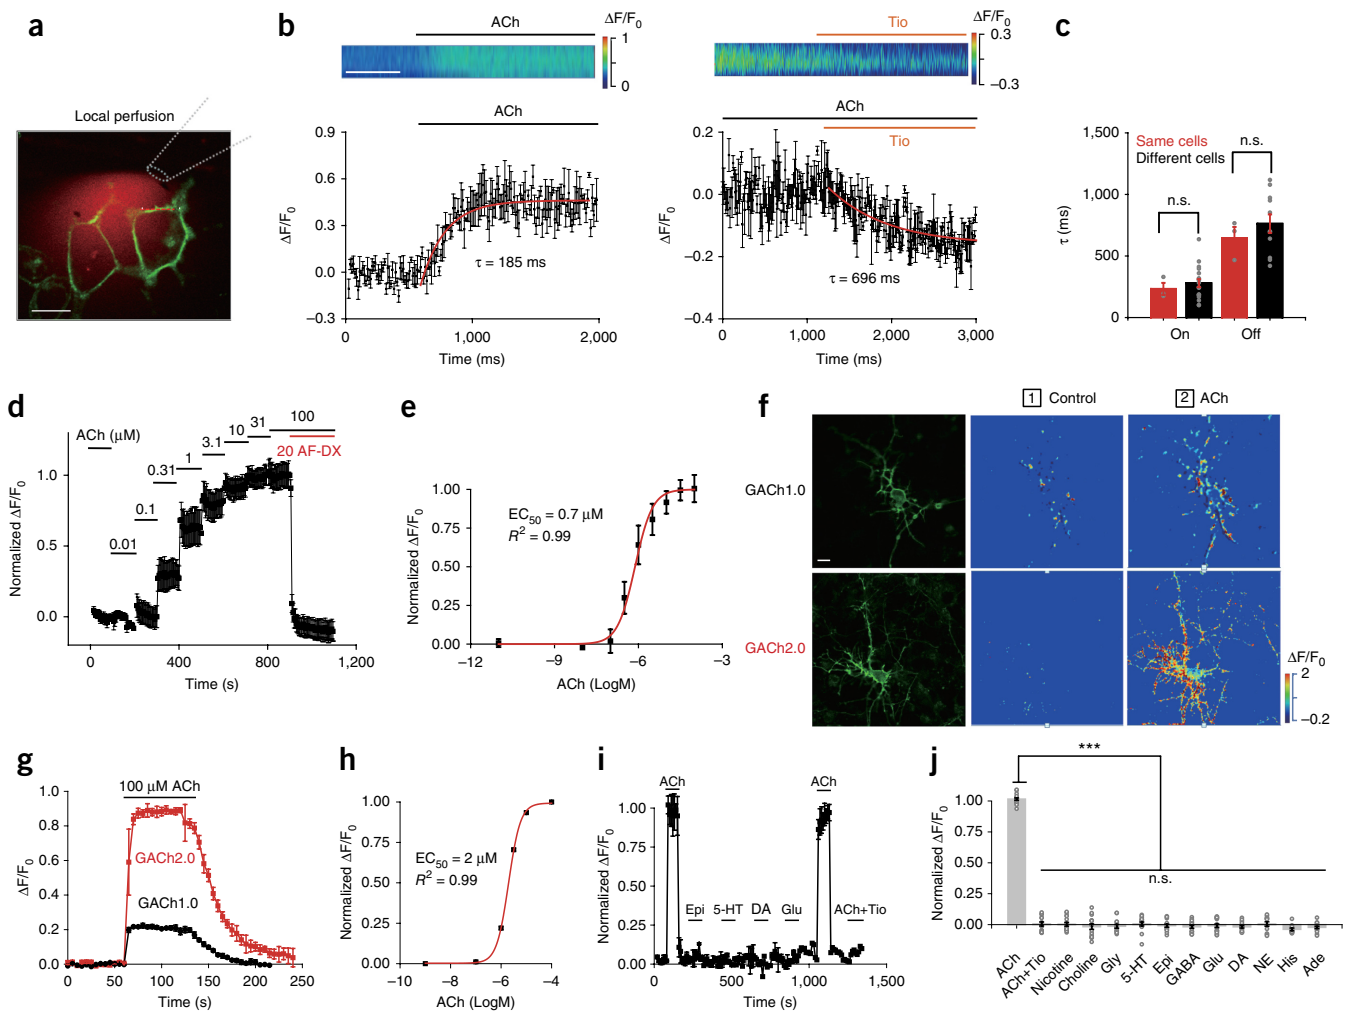 a
Local perfusion
b
ACh
ΔF/F0
1
0
Tio
ΔF/F0
0.3
−0.3
ACh
0.9
0.6
0.3
0.0
−0.3
ΔF/F0
τ = 185 ms
0
1,000
2,000
Time (ms)
ACh
Tio
0.2
0.0
−0.2
−0.4
ΔF/F0
τ = 696 ms
0
1,000
2,000
3,000
Time (ms)
c
1,500
1,000
500
0
τ (ms)
Same cells
Different cells
n.s.
n.s.
On
Off
d
ACh (μM)
0.01
0.1
0.31
1
3.1
10
31
100
20 AF-DX
1.0
0.5
0.0
Normalized ΔF/F0
0
400
800
1,200
Time (s)
e
1.00
0.75
0.50
0.25
0.00
Normalized ΔF/F0
EC50 = 0.7 μM
R2 = 0.99
−12
−9
−6
−3
ACh (LogM)
f
1 Control
2 ACh
GACh1.0
GACh2.0
ΔF/F0
2
−0.2
g
100 μM ACh
1.0
0.8
0.6
0.4
0.2
0.0
ΔF/F0
GACh2.0
GACh1.0
0
50
100
150
200
250
Time (s)
h
1.00
0.75
0.50
0.25
0.00
Normalized ΔF/F0
EC50 = 2 μM
R2 = 0.99
−10
−8
−6
−4
ACh (LogM)
i
ACh
ACh
1.00
0.75
0.50
0.25
0.00
Normalized ΔF/F0
Epi
5-HT
DA
Glu
ACh+Tio
0
500
1,000
1,500
Time (s)
j
***
n.s.
1.00
0.75
0.50
0.25
0.00
Normalized ΔF/F0
ACh
ACh+Tio
Nicotine
Choline
Gly
5-HT
Epi
GABA
Glu
DA
NE
His
Ade